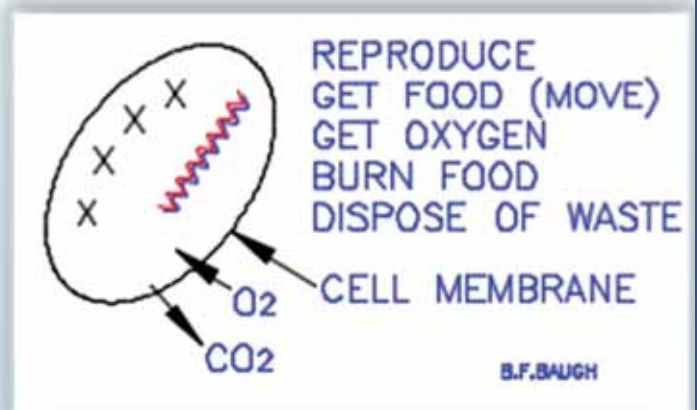 REPRODUCE
GET FOOD (MOVE)
GET OXYGEN
BURN FOOD
DISPOSE OF WASTE
X
X
X
X
O2
CELL MEMBRANE
CO2
B.F.BAUGH